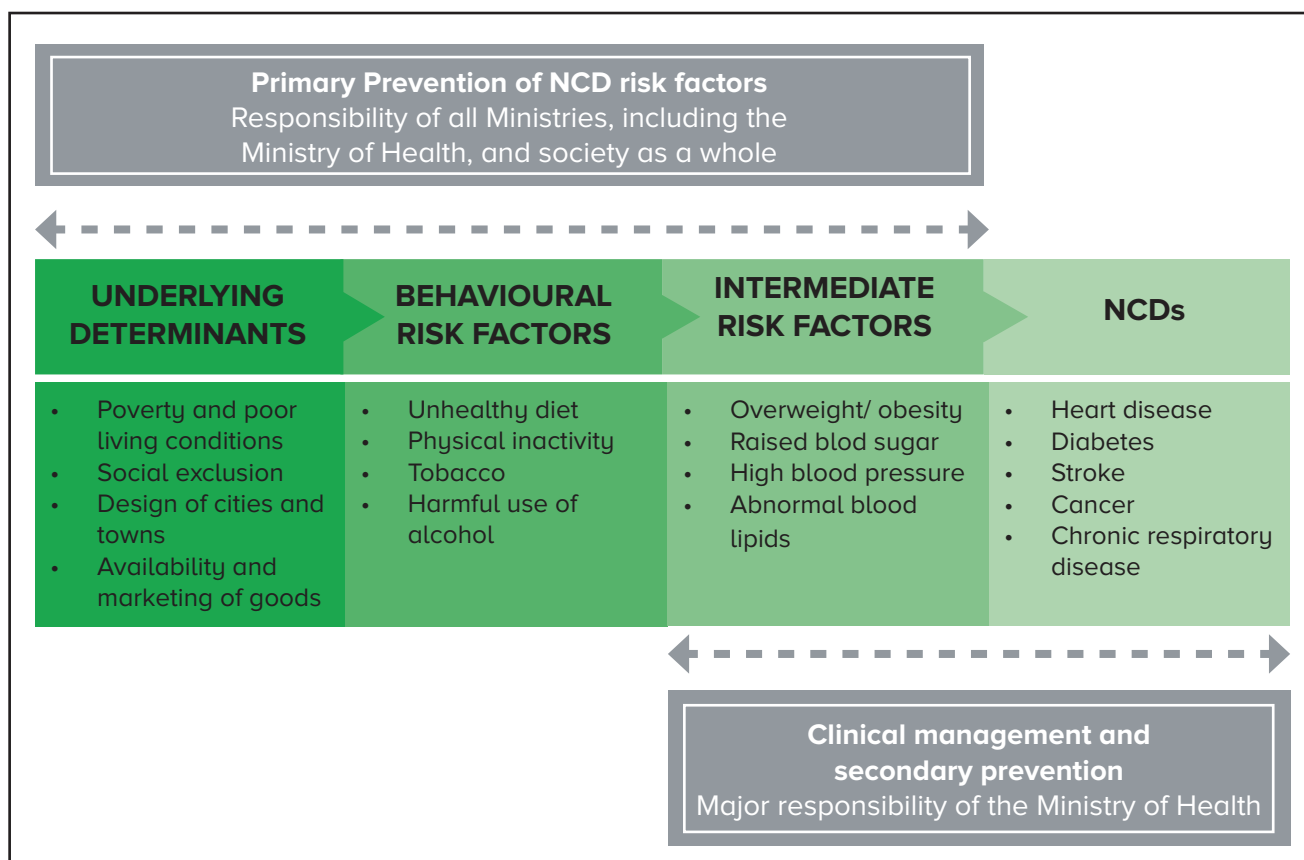 Primary Prevention of NCD risk factors
Responsibility of all Ministries, including the
Ministry of Health, and society as a whole
UNDERLYING
DETERMINANTS
BEHAVIOURAL
RISK FACTORS
INTERMEDIATE
RISK FACTORS
NCDs
• Poverty and poor
living conditions
• Social exclusion
• Design of cities and
towns
• Availability and
marketing of goods
• Unhealthy diet
• Physical inactivity
• Tobacco
• Harmful use of
alcohol
• Overweight/ obesity
• Raised blod sugar
• High blood pressure
• Abnormal blood
lipids
• Heart disease
• Diabetes
• Stroke
• Cancer
• Chronic respiratory
disease
Clinical management and
secondary prevention
Major responsibility of the Ministry of Health